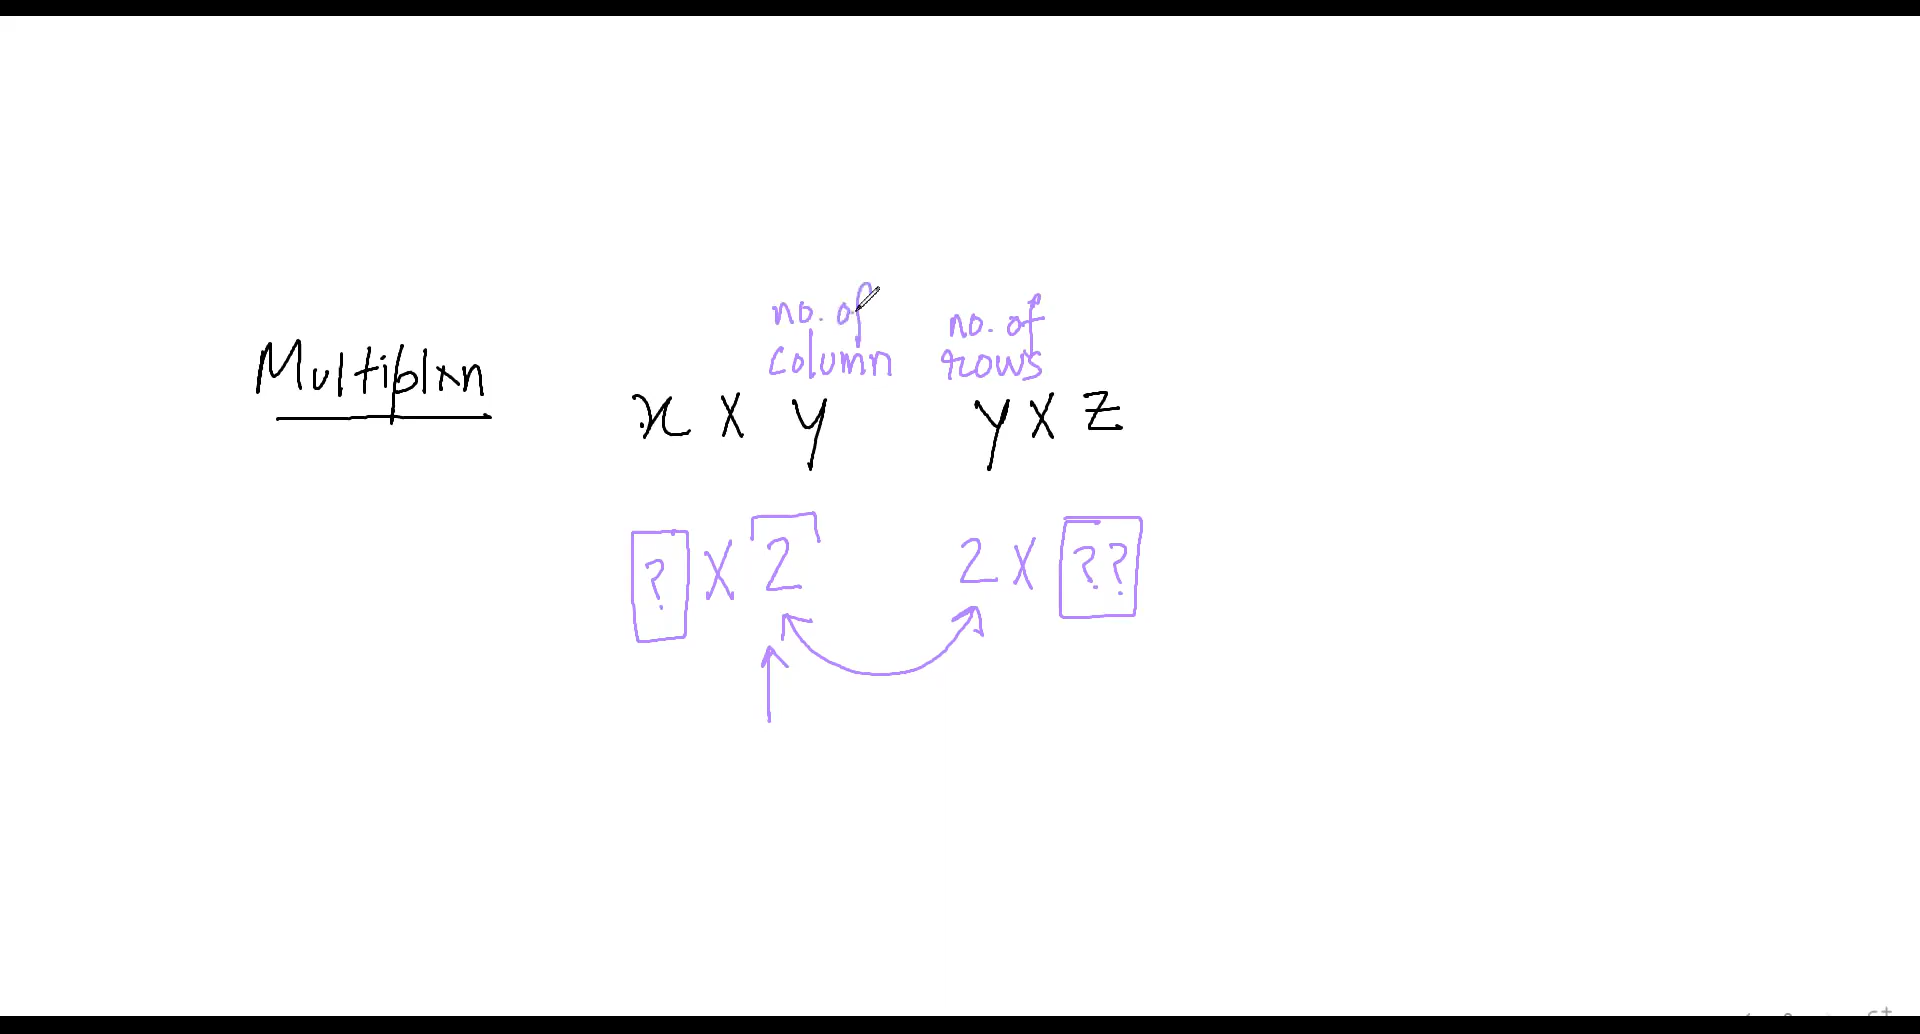 Multiplxn
no. of
column
no. of
rows
x X y y X z
? X 2 2 X ??